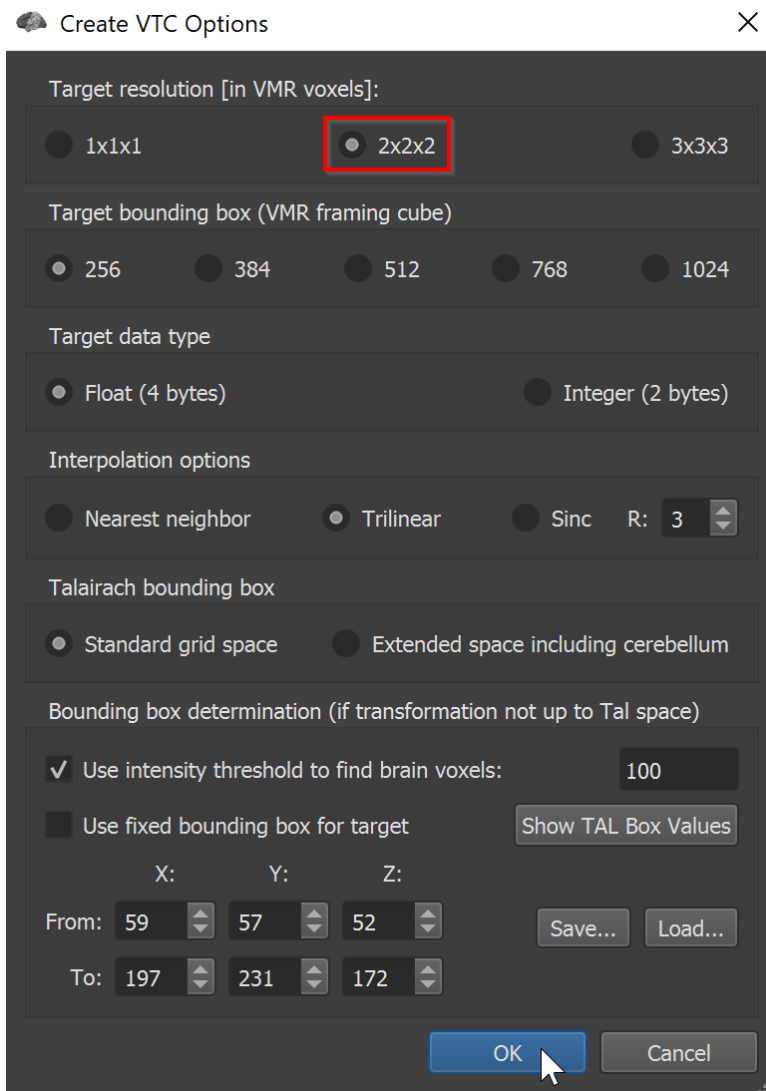 Create VTC Options
Target resolution [in VMR voxels]:
1x1x1 2x2x2 3x3x3
Target bounding box (VMR framing cube)
256 384 512 768 1024
Target data type
Float (4 bytes) Integer (2 bytes)
Interpolation options
Nearest neighbor Trilinear Sinc R: 3
Talairach bounding box
Standard grid space Extended space including cerebellum
Bounding box determination (if transformation not up to Tal space)
Use intensity threshold to find brain voxels: 100
Use fixed bounding box for target Show TAL Box Values
X: Y: Z:
From: 59 57 52 Save... Load...
To: 197 231 172
OK Cancel